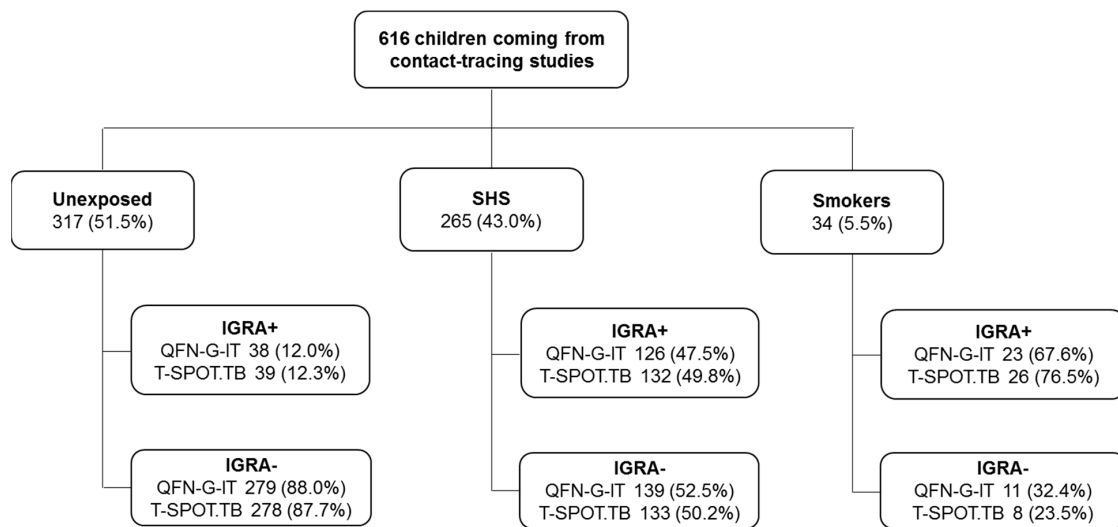 616 children coming from
contact-tracing studies
Unexposed
317 (51.5%)
SHS
265 (43.0%)
Smokers
34 (5.5%)
IGRA+
QFN-G-IT 38 (12.0%)
T-SPOT.TB 39 (12.3%)
IGRA+
QFN-G-IT 126 (47.5%)
T-SPOT.TB 132 (49.8%)
IGRA+
QFN-G-IT 23 (67.6%)
T-SPOT.TB 26 (76.5%)
IGRA-
QFN-G-IT 279 (88.0%)
T-SPOT.TB 278 (87.7%)
IGRA-
QFN-G-IT 139 (52.5%)
T-SPOT.TB 133 (50.2%)
IGRA-
QFN-G-IT 11 (32.4%)
T-SPOT.TB 8 (23.5%)